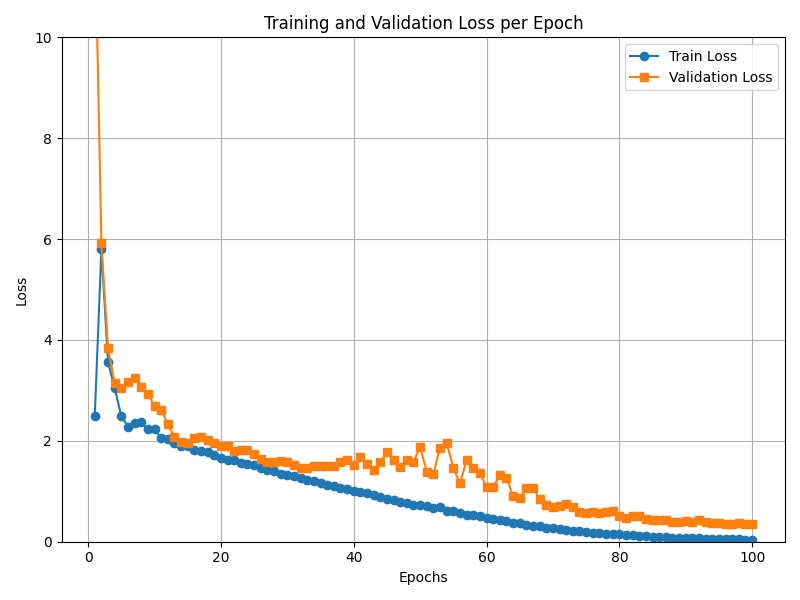 Training and Validation Loss per Epoch
Train Loss
Validation Loss
Loss
10
8
6
4
2
0
0 20 40 60 80 100
Epochs